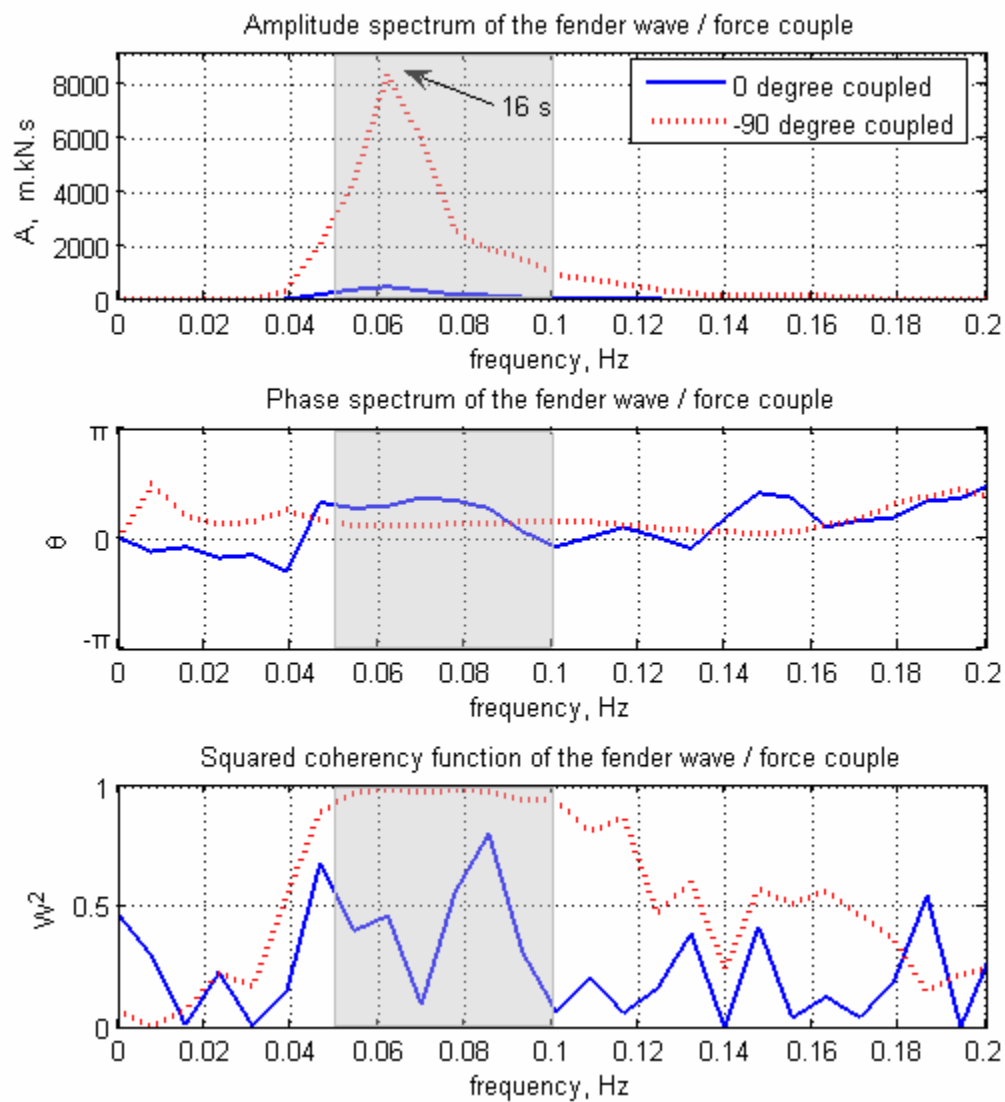 Amplitude spectrum of the fender wave / force couple
8000
6000
4000
2000
0
A, m.kN.s
16 s
0 degree coupled
-90 degree coupled
0 0.02 0.04 0.06 0.08 0.1 0.12 0.14 0.16 0.18 0.2
frequency, Hz
Phase spectrum of the fender wave / force couple
π
0
-π
θ
0 0.02 0.04 0.06 0.08 0.1 0.12 0.14 0.16 0.18 0.2
frequency, Hz
Squared coherency function of the fender wave / force couple
1
0.5
0
W²
0 0.02 0.04 0.06 0.08 0.1 0.12 0.14 0.16 0.18 0.2
frequency, Hz